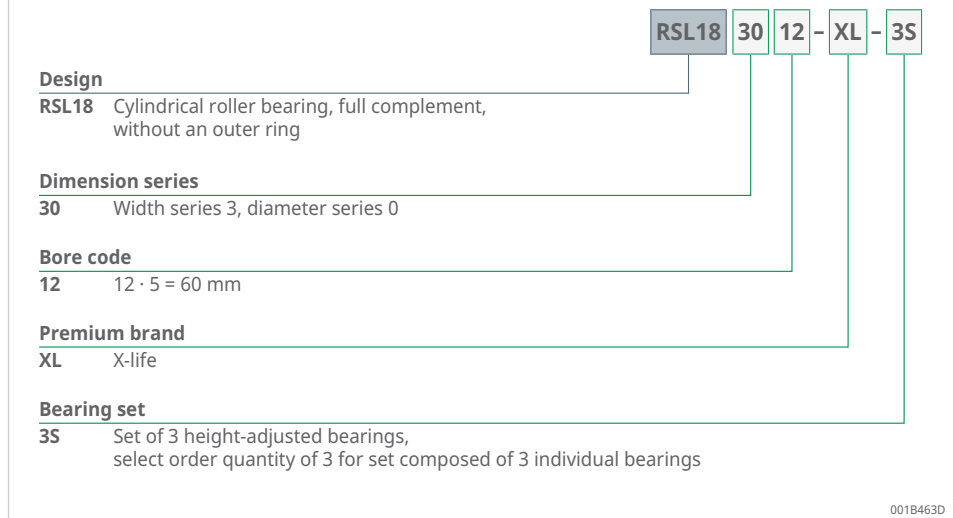 RSL18 30 12 – XL – 3S
Design
RSL18 Cylindrical roller bearing, full complement,
without an outer ring
Dimension series
30 Width series 3, diameter series 0
Bore code
12 12 · 5 = 60 mm
Premium brand
XL X-life
Bearing set
3S Set of 3 height-adjusted bearings,
select order quantity of 3 for set composed of 3 individual bearings
001B463D